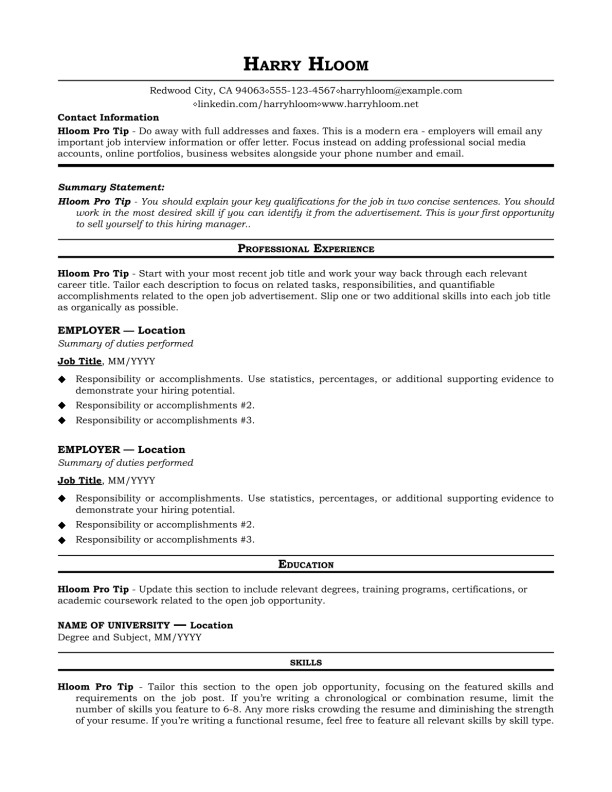 HARRY HLOOM
Redwood City, CA 94063⋄555-123-4567⋄harryhloom@example.com
⋄linkedin.com/harryhloom⋄www.harryhloom.net
Contact Information
Hloom Pro Tip - Do away with full addresses and faxes. This is a modern era - employers will email any
important job interview information or offer letter. Focus instead on adding professional social media
accounts, online portfolios, business websites alongside your phone number and email.
Summary Statement:
Hloom Pro Tip - You should explain your key qualifications for the job in two concise sentences. You should
work in the most desired skill if you can identify it from the advertisement. This is your first opportunity
to sell yourself to this hiring manager..
PROFESSIONAL EXPERIENCE
Hloom Pro Tip - Start with your most recent job title and work your way back through each relevant
career title. Tailor each description to focus on related tasks, responsibilities, and quantifiable
accomplishments related to the open job advertisement. Slip one or two additional skills into each job title
as organically as possible.
EMPLOYER — Location
Summary of duties performed
Job Title, MM/YYYY
◆ Responsibility or accomplishments. Use statistics, percentages, or additional supporting evidence to
demonstrate your hiring potential.
◆ Responsibility or accomplishments #2.
◆ Responsibility or accomplishments #3.
EMPLOYER — Location
Summary of duties performed
Job Title, MM/YYYY
◆ Responsibility or accomplishments. Use statistics, percentages, or additional supporting evidence to
demonstrate your hiring potential.
◆ Responsibility or accomplishments #2.
◆ Responsibility or accomplishments #3.
EDUCATION
Hloom Pro Tip - Update this section to include relevant degrees, training programs, certifications, or
academic coursework related to the open job opportunity.
NAME OF UNIVERSITY — Location
Degree and Subject, MM/YYYY
SKILLS
Hloom Pro Tip - Tailor this section to the open job opportunity, focusing on the featured skills and
requirements on the job post. If you're writing a chronological or combination resume, limit the
number of skills you feature to 6-8. Any more risks crowding the resume and diminishing the strength
of your resume. If you're writing a functional resume, feel free to feature all relevant skills by skill type.